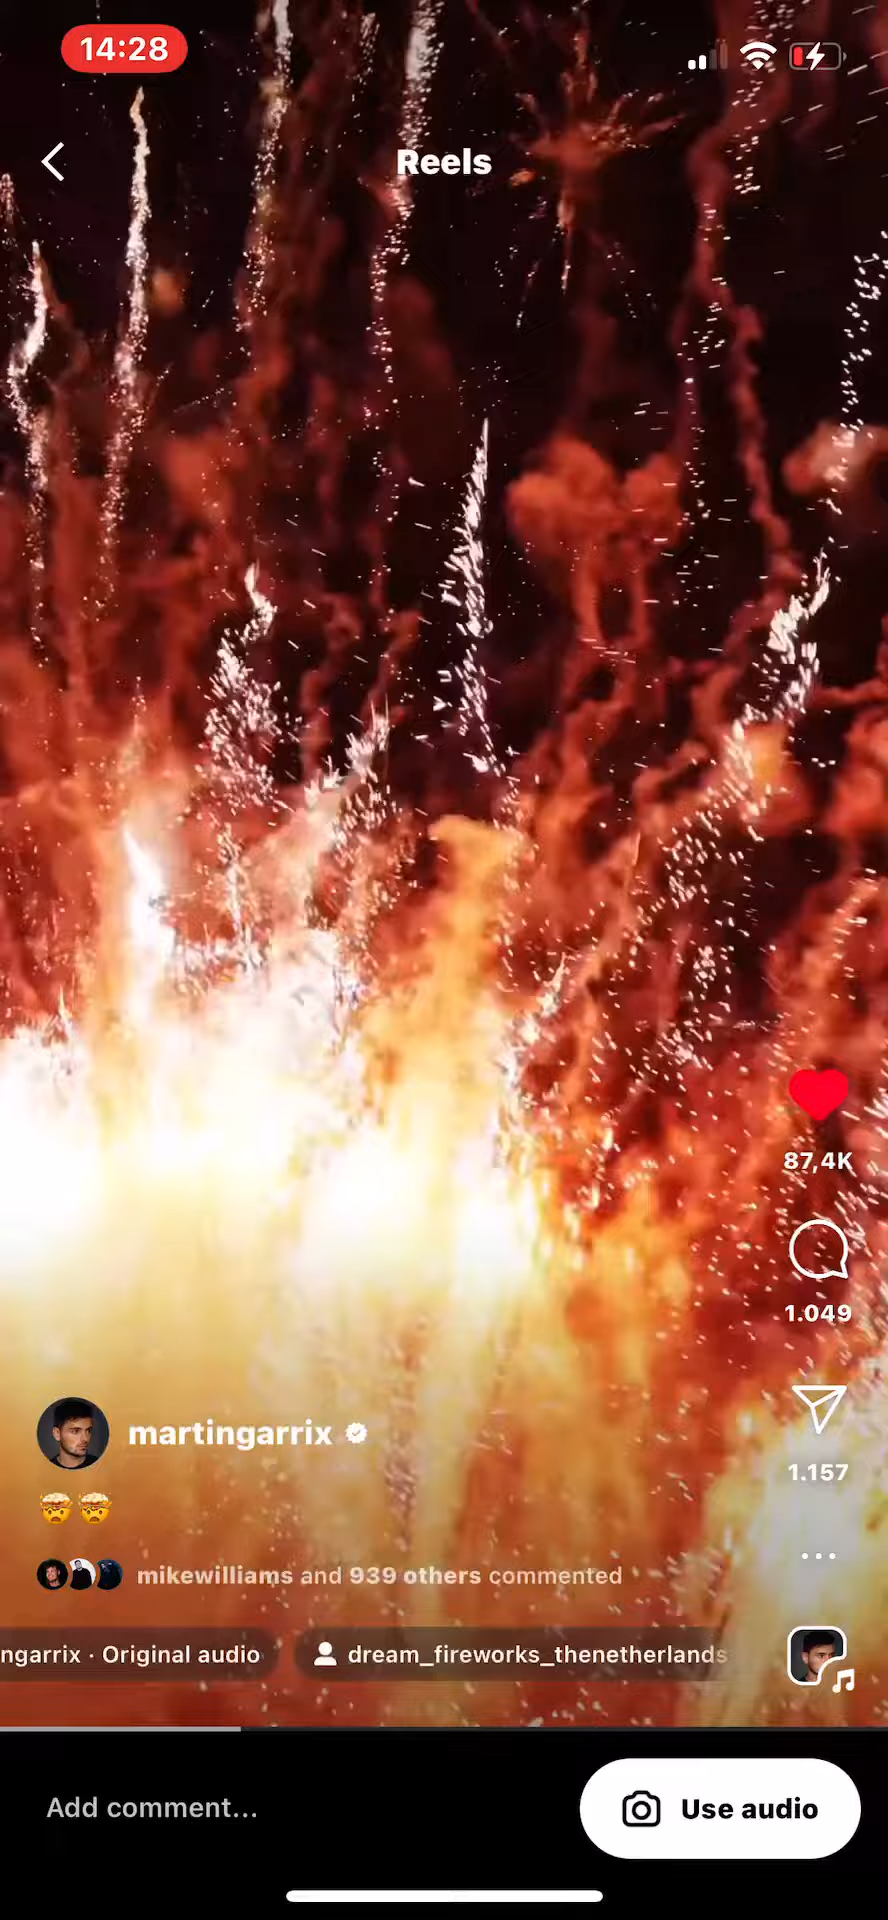 14:28
Reels
87,4K
1.049
1.157
martingarrix
🤯🤯
mikewilliams and 939 others commented
ngarrix · Original audio
dream_fireworks_thenetherlands
Add comment...
Use audio